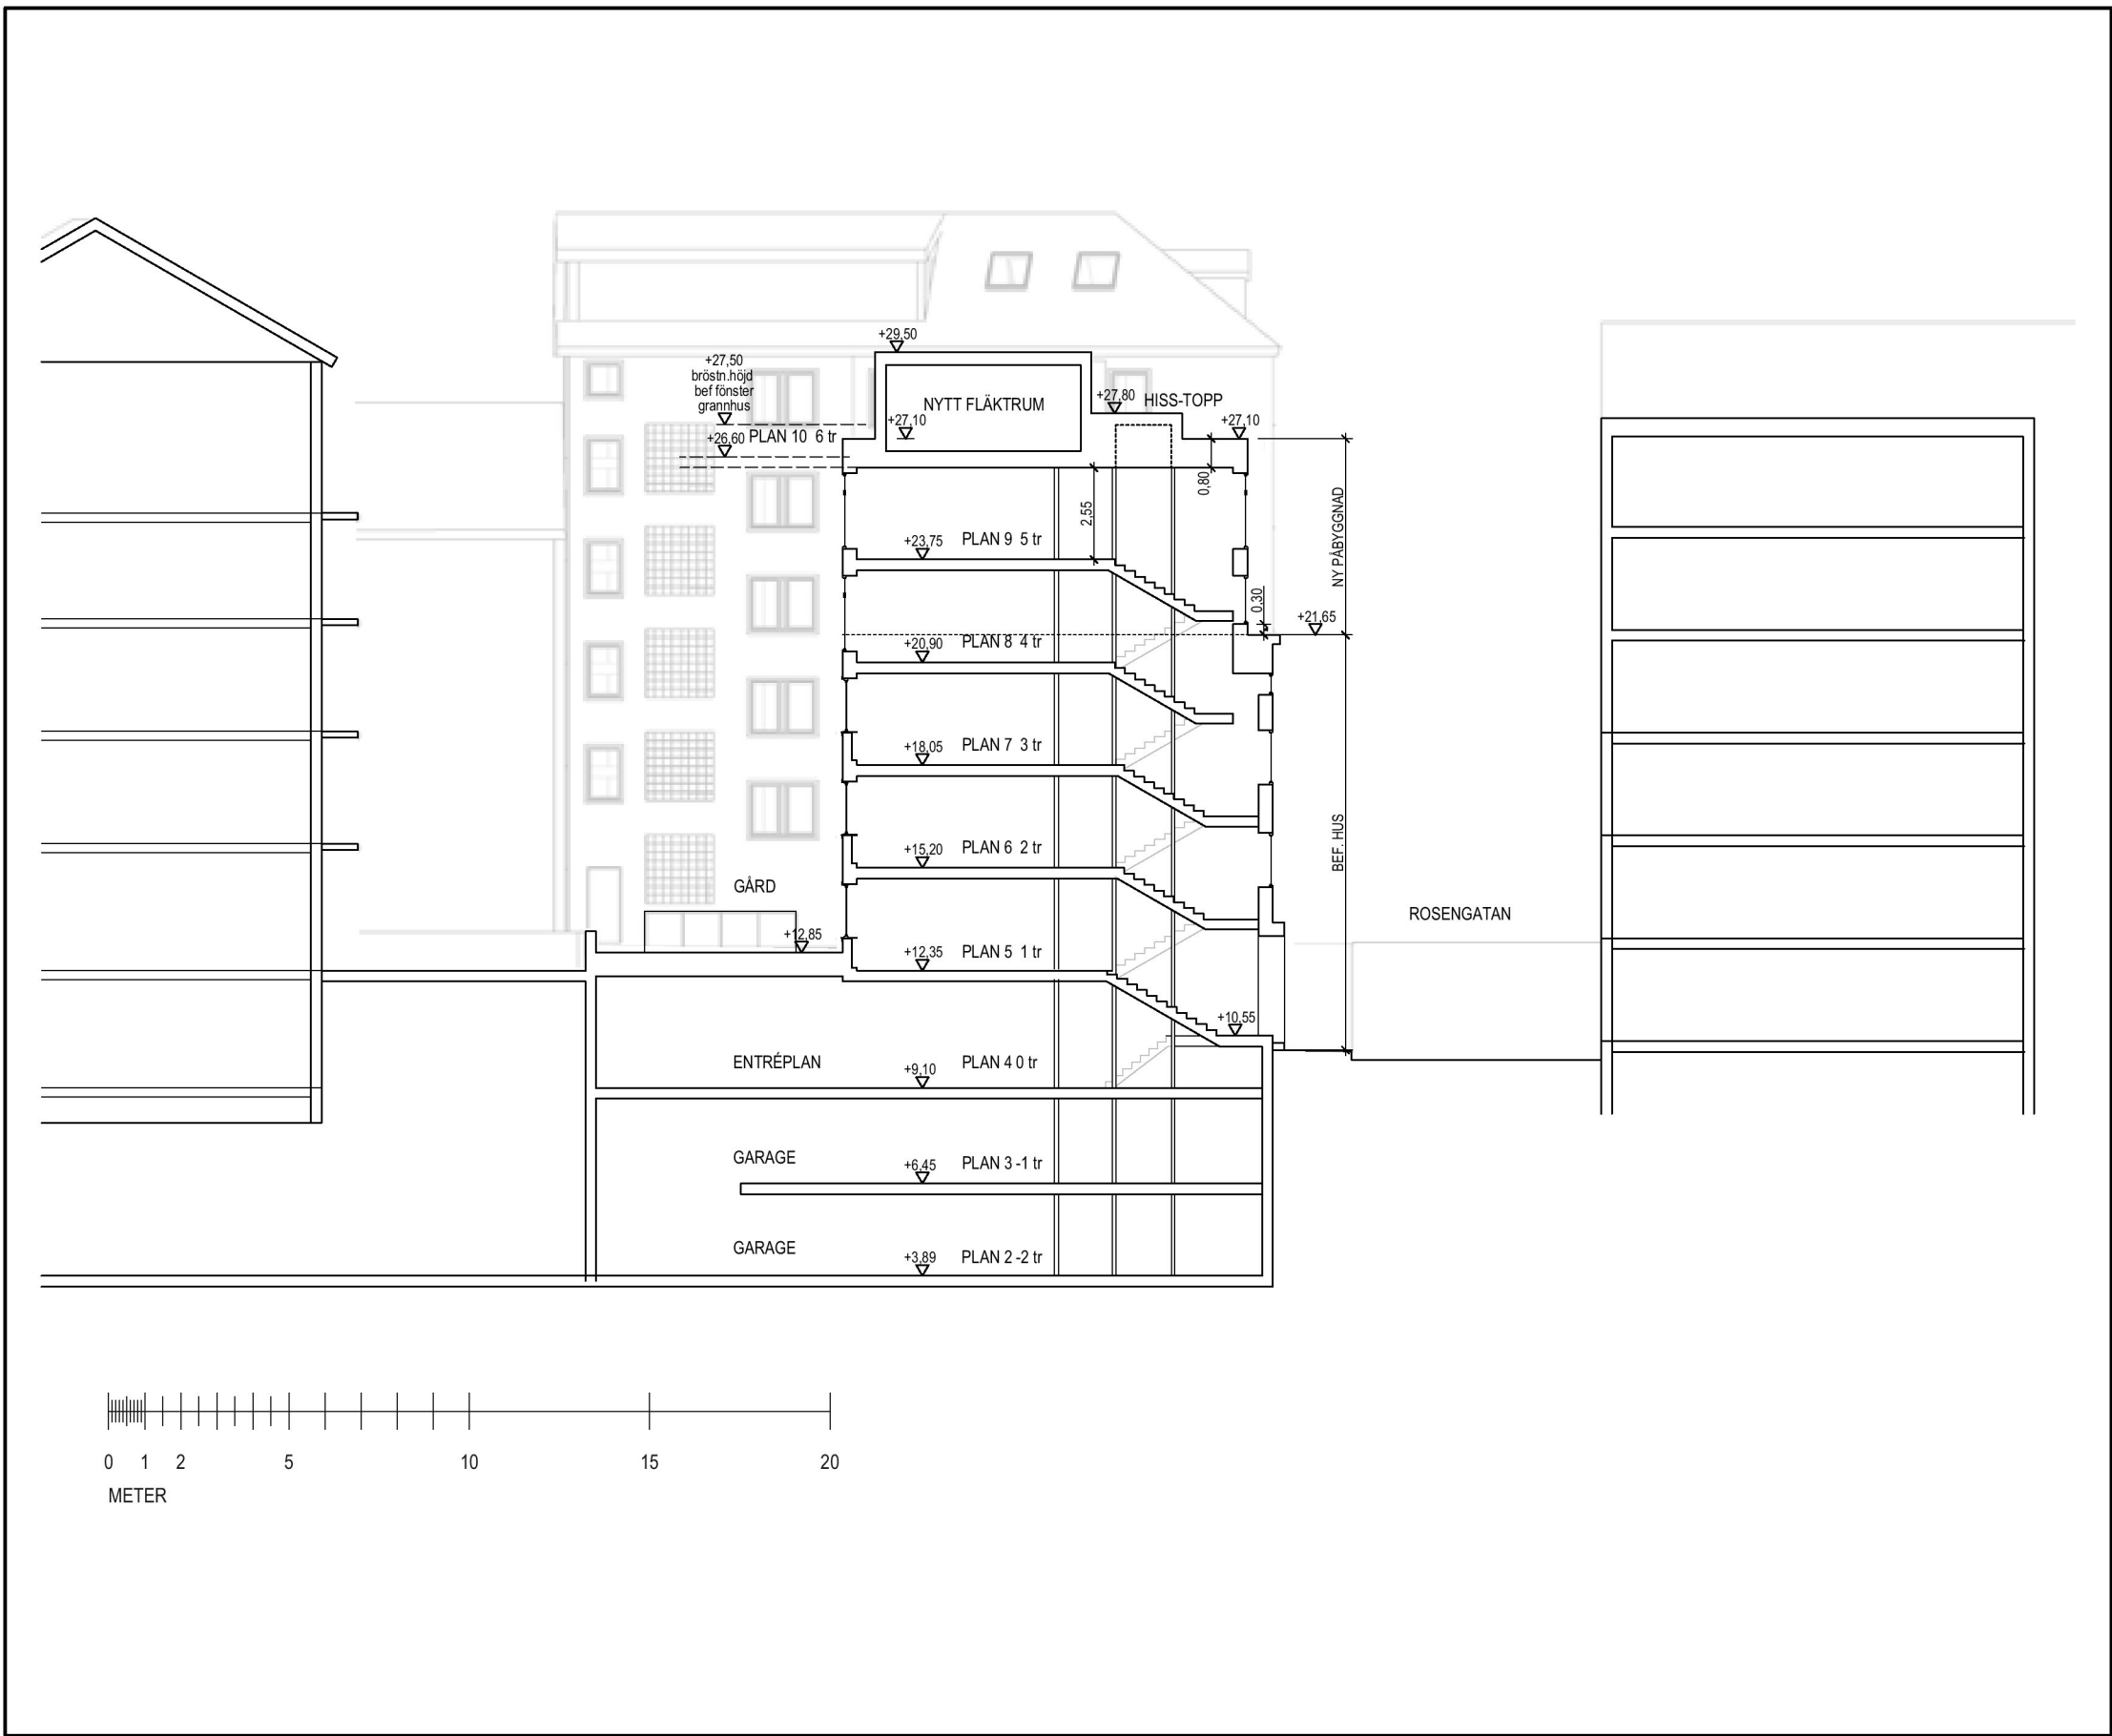 +29,50
+27,50
bröstn.höjd
bef fönster
grannhus
NYTT FLÄKTRUM
+27,80
HISS-TOPP
+27,10
+27,10
+26,60
PLAN 10 6 tr
0,80
2,55
NY PÅBYGGNAD
+23,75
PLAN 9 5 tr
0,30
+21,65
+20,90
PLAN 8 4 tr
+18,05
PLAN 7 3 tr
+15,20
PLAN 6 2 tr
BEF. HUS
GÅRD
ROSENGATAN
+12,85
+12,35
PLAN 5 1 tr
+10,55
ENTRÉPLAN
+9,10
PLAN 4 0 tr
GARAGE
+6,45
PLAN 3 -1 tr
GARAGE
+3,89
PLAN 2 -2 tr
0 1 2 5 10 15 20
METER